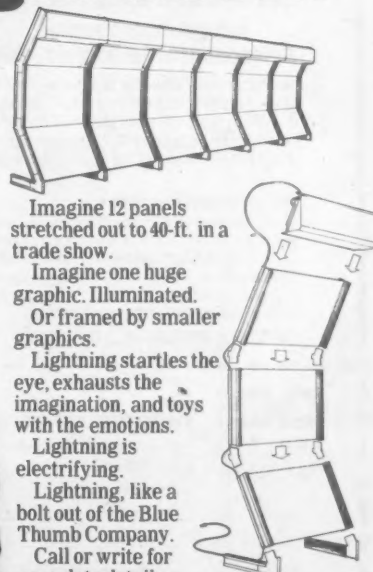 Imagine 12 panels
stretched out to 40-ft. in a
trade show.
Imagine one huge
graphic. Illuminated.
Or framed by smaller
graphics.
Lightning startles the
eye, exhausts the
imagination, and toys
with the emotions.
Lightning is
electrifying.
Lightning, like a
bolt out of the Blue
Thumb Company.
Call or write for